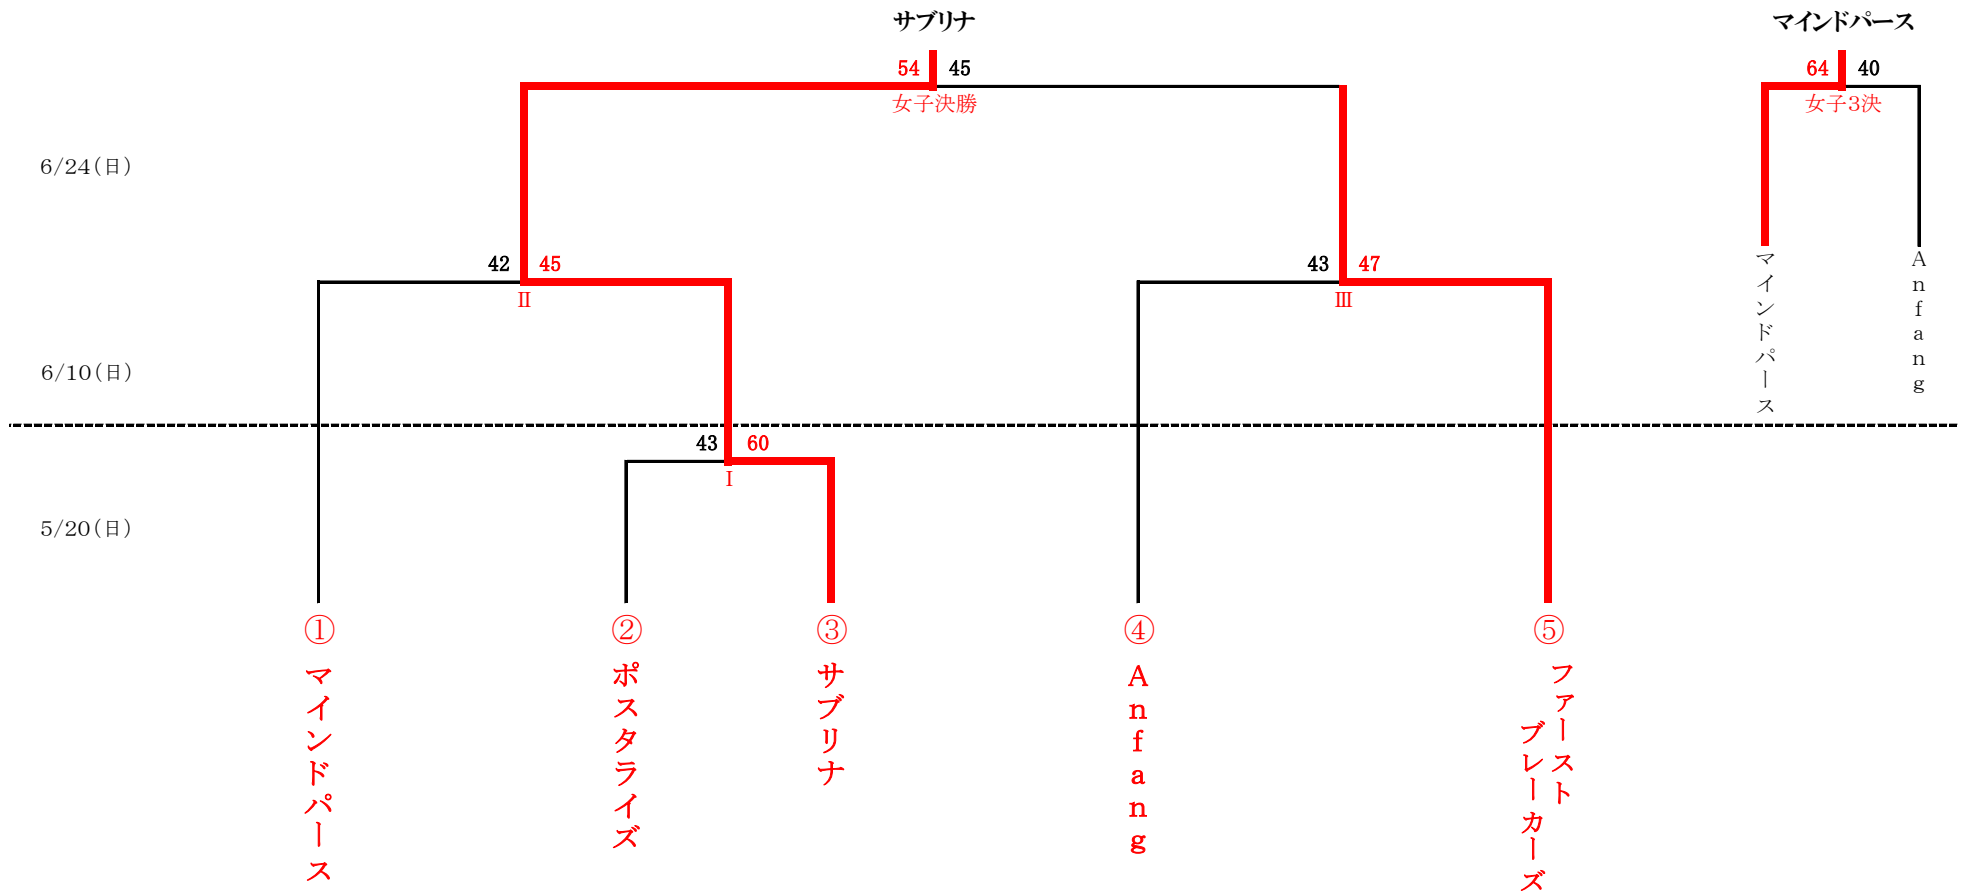 サブリナ
マインドパース
54 45
64 40
女子決勝
女子3決
6/24(日)
マインドパース
Anfang
42 45
43 47
Ⅱ
Ⅲ
6/10(日)
43 60
Ⅰ
5/20(日)
①
②
③
④
⑤
マインドパース
ポスタライズ
サブリナ
Anfang
ファースト
ブレーカーズ